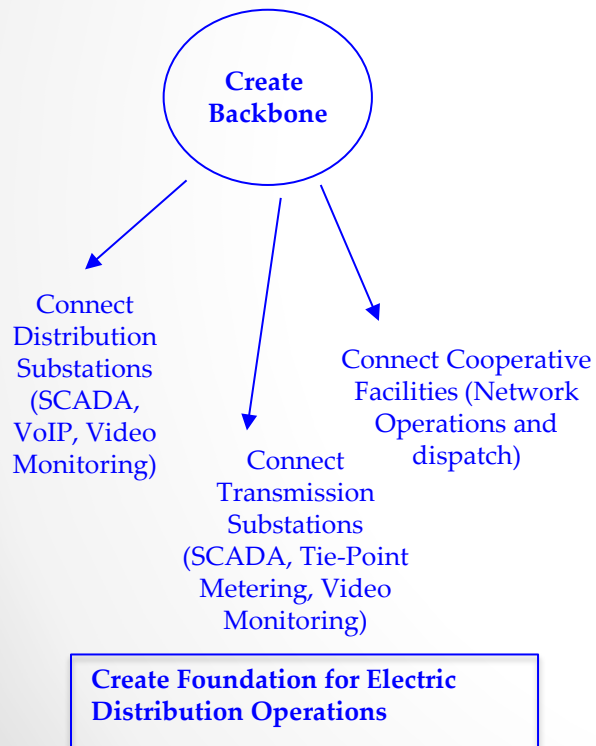 Create
Backbone
Connect
Distribution
Substations
(SCADA,
VoIP, Video
Monitoring)
Connect
Transmission
Substations
(SCADA, Tie-Point
Metering, Video
Monitoring)
Connect Cooperative
Facilities (Network
Operations and
dispatch)
Create Foundation for Electric
Distribution Operations